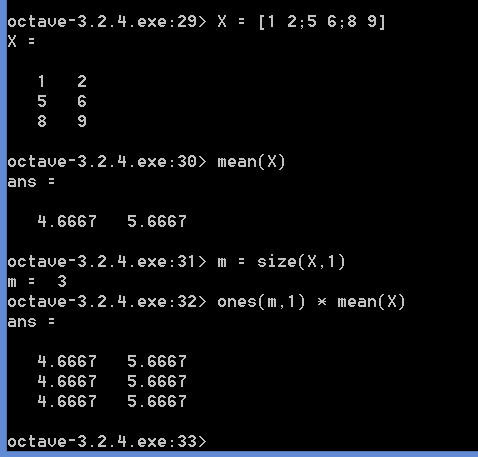 octave-3.2.4.exe:29> X = [1 2;5 6;8 9]
X =
1 2
5 6
8 9
octave-3.2.4.exe:30> mean(X)
ans =
4.6667 5.6667
octave-3.2.4.exe:31> m = size(X,1)
m = 3
octave-3.2.4.exe:32> ones(m,1) * mean(X)
ans =
4.6667 5.6667
4.6667 5.6667
4.6667 5.6667
octave-3.2.4.exe:33>